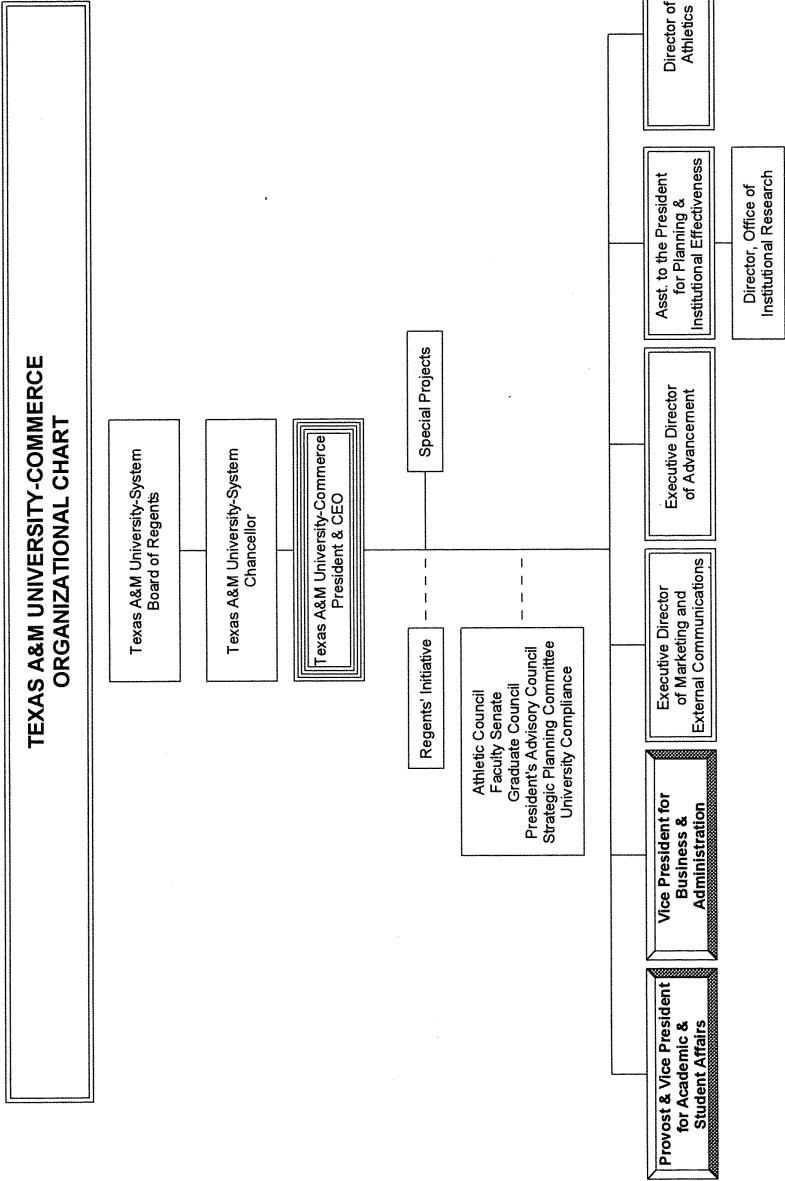 TEXAS A&M UNIVERSITY-COMMERCE
ORGANIZATIONAL CHART
Texas A&M University-System
Board of Regents
Texas A&M University-System
Chancellor
Texas A&M University-Commerce
President & CEO
Regents' Initiative
Special Projects
Athletic Council
Faculty Senate
Graduate Council
President's Advisory Council
Strategic Planning Committee
University Compliance
Provost & Vice President
for Academic &
Student Affairs
Vice President for
Business &
Administration
Executive Director
of Marketing and
External Communications
Executive Director
of Advancement
Asst. to the President
for Planning &
Institutional Effectiveness
Director of
Athletics
Director, Office of
Institutional Research